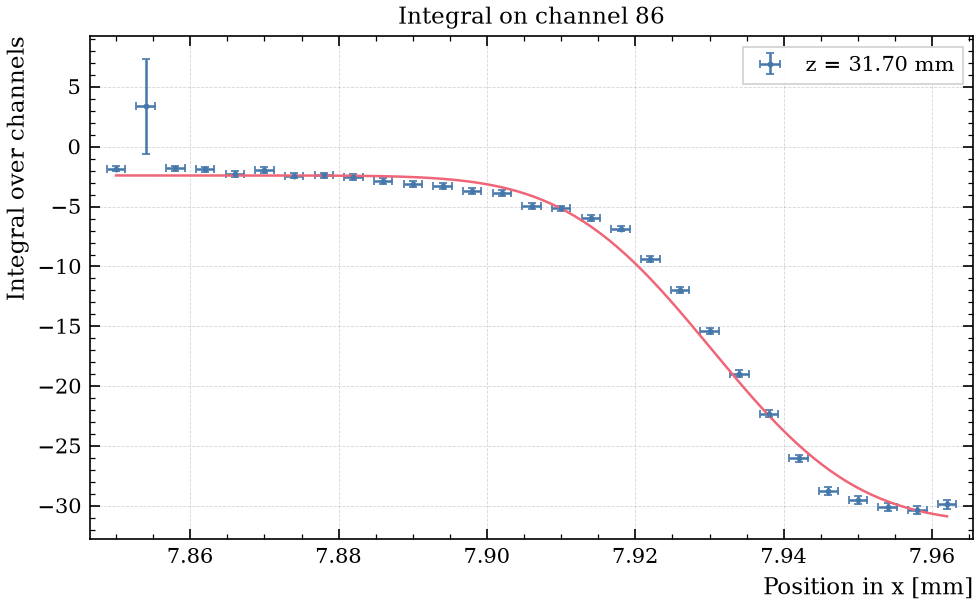 Integral on channel 86
Integral over channels
z = 31.70 mm
5
0
−5
−10
−15
−20
−25
−30
7.86 7.88 7.90 7.92 7.94 7.96
Position in x [mm]